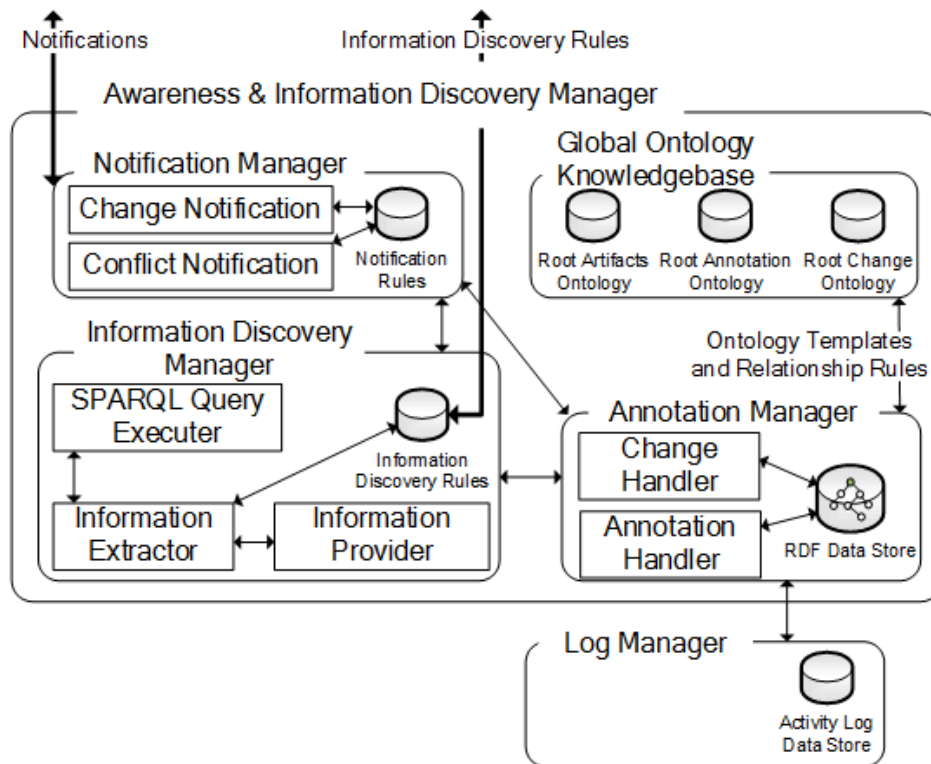 Notifications
Information Discovery Rules
Awareness & Information Discovery Manager
Notification Manager
Change Notification
Conflict Notification
Notification
Rules
Global Ontology
Knowledgebase
Root Artifacts
Ontology
Root Annotation
Ontology
Root Change
Ontology
Information Discovery
Manager
SPARQL Query
Executer
Information
Discovery Rules
Information
Extractor
Information
Provider
Ontology Templates
and Relationship Rules
Annotation Manager
Change
Handler
Annotation
Handler
RDF Data Store
Log Manager
Activity Log
Data Store